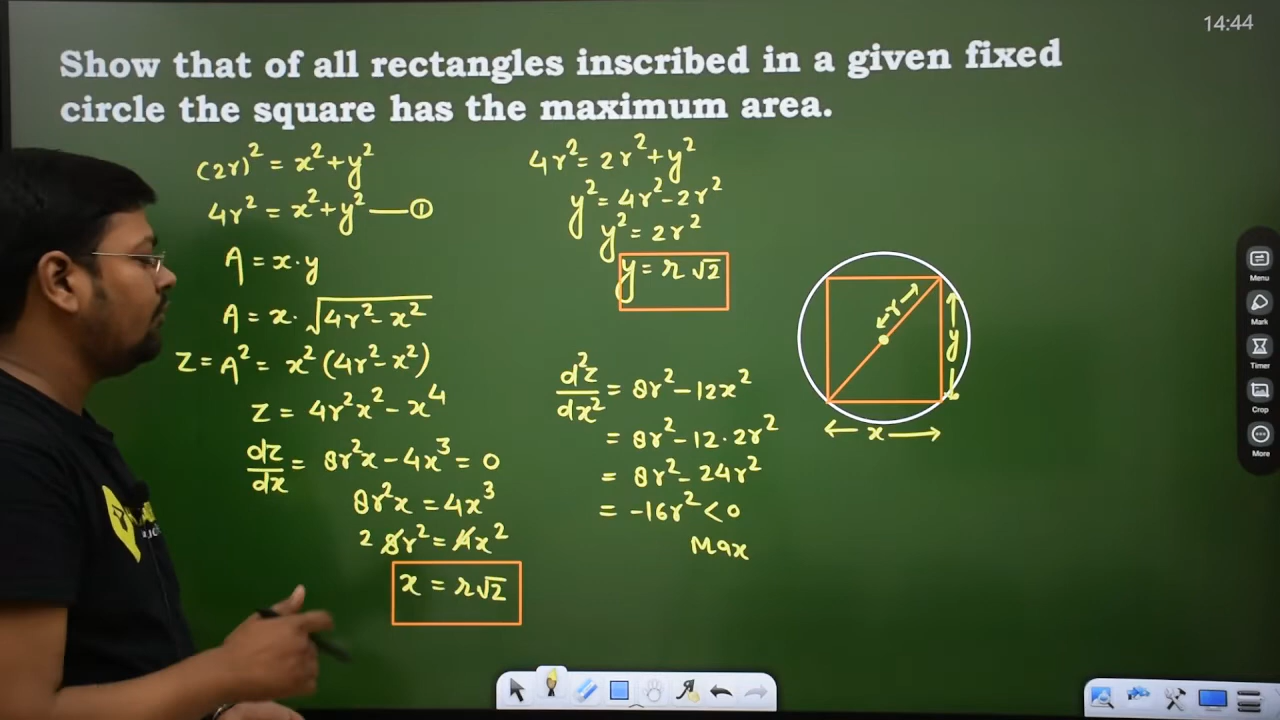 14:44
Show that of all rectangles inscribed in a given fixed
circle the square has the maximum area.
(2r)² = x² + y²
4r² = x² + y² —— ①
A = x · y
A = x · √(4r² - x²)
Z = A² = x² (4r² - x²)
Z = 4r²x² - x⁴
dz/dx = 8r²x - 4x³ = 0
8r²x = 4x³
2 8r² = 4x²
x = r√2
4r² = 2r² + y²
y² = 4r² - 2r²
y² = 2r²
y = r√2
d²z/dx² = 8r² - 12x²
= 8r² - 12 · 2r²
= 8r² - 24r²
= -16r² < 0
Max
r
y
x
Menu
Mark
Timer
Crop
More